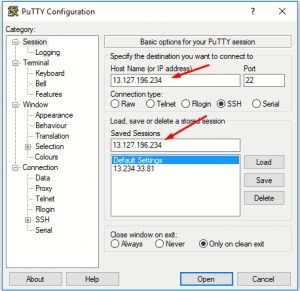 PuTTY Configuration
Category:
Session
Logging
Terminal
Keyboard
Bell
Features
Window
Appearance
Behaviour
Translation
Selection
Colours
Connection
Data
Proxy
Telnet
Rlogin
SSH
Serial
Basic options for your PuTTY session
Specify the destination you want to connect to
Host Name (or IP address) Port
13.127.196.234 22
Connection type:
Raw Telnet Rlogin SSH Serial
Load, save or delete a stored session
Saved Sessions
13.127.196.234
Default Settings
13.234.33.81
Load
Save
Delete
Close window on exit:
Always Never Only on clean exit
About Help Open Cancel